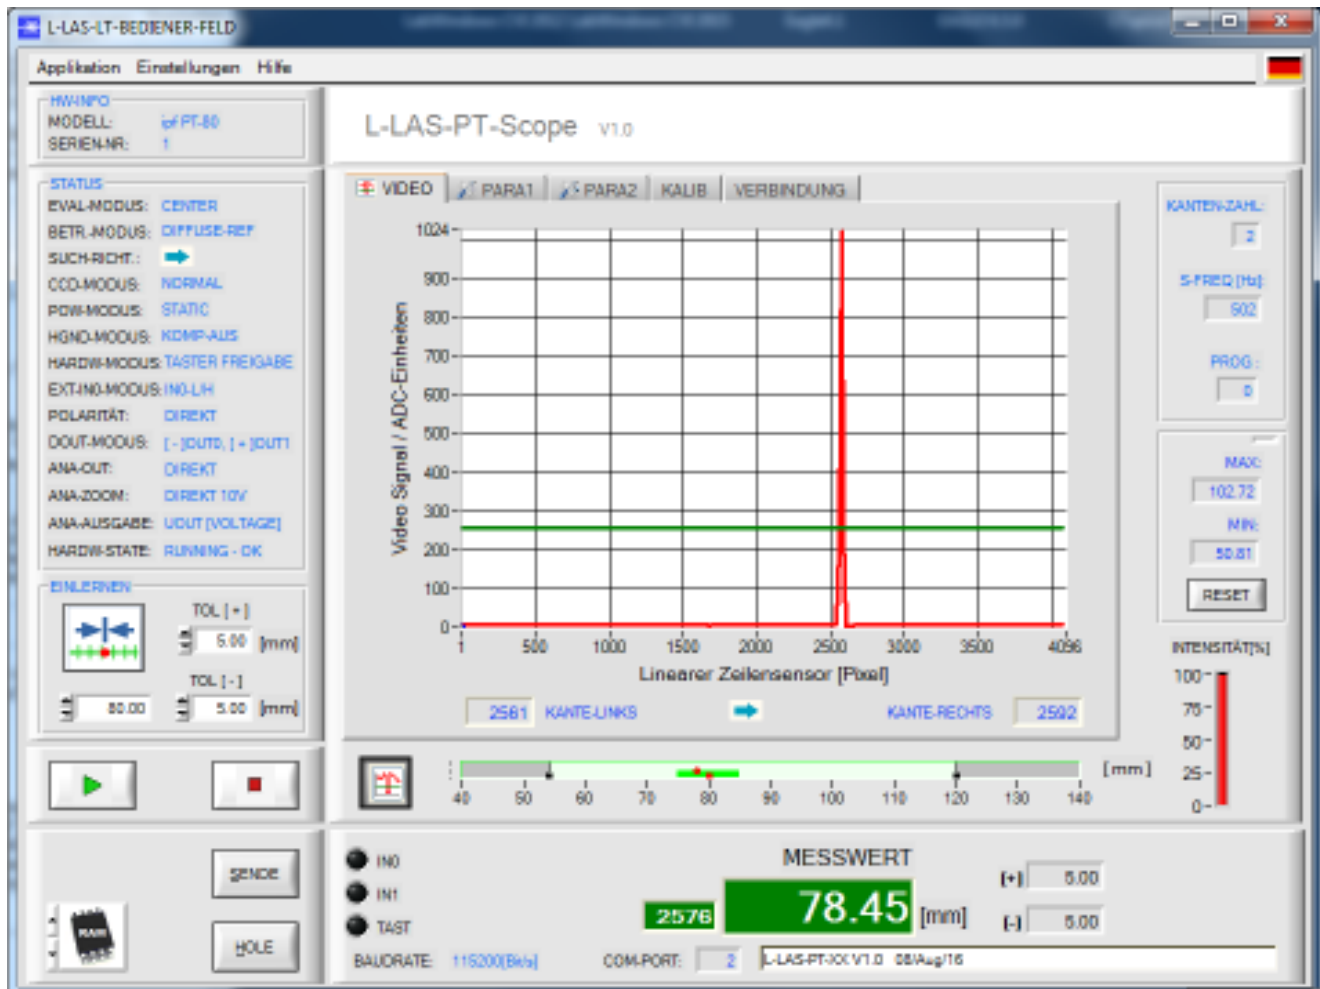 L-LAS-LT-BEDIENER-FELD
Applikation Einstellungen Hilfe
HW-INFO
MODELL: ipf PT-80
SERIEN-NR: 1
L-LAS-PT-Scope V1.0
STATUS
EVAL-MODUS: CENTER
BETR.-MODUS: DIFFUSE-REF
SUCH-RICHT.:
CCD-MODUS: NORMAL
POW-MODUS: STATIC
HGND-MODUS: KOMP-AUS
HARDW-MODUS: TASTER FREIGABE
EXT-IN0-MODUS: IN0-L/H
POLARITÄT: DIREKT
DOUT-MODUS: [ - ]OUT0, [ + ]OUT1
ANA-OUT: DIREKT
ANA-ZOOM: DIREKT 10V
ANA-AUSGABE: UOUT [VOLTAGE]
HARDW-STATE: RUNNING - OK
EINLERNEN
TOL [ + ]
5.00 [mm]
TOL [ - ]
80.00 5.00 [mm]
VIDEO PARA1 PARA2 KALIB VERBINDUNG
Video Signal / ADC-Einheiten
1024
900
800
700
600
500
400
300
200
100
0
1 500 1000 1500 2000 2500 3000 3500 4096
Linearer Zeilensensor [Pixel]
2561 KANTE-LINKS KANTE-RECHTS 2592
[mm]
40 50 60 70 80 90 100 110 120 130 140
KANTEN-ZAHL:
2
S-FREQ [Hz]:
502
PROG.:
0
MAX:
102.72
MIN:
50.81
RESET
INTENSITÄT[%]
100
75
50
25
0
SENDE
RAM
HOLE
IN0
IN1
TAST
MESSWERT
2576 78.45 [mm]
[+] 5.00
[-] 5.00
BAUDRATE: 115200[Bit/s] COM-PORT: 2 L-LAS-PT-XX V1.0 08/Aug/16